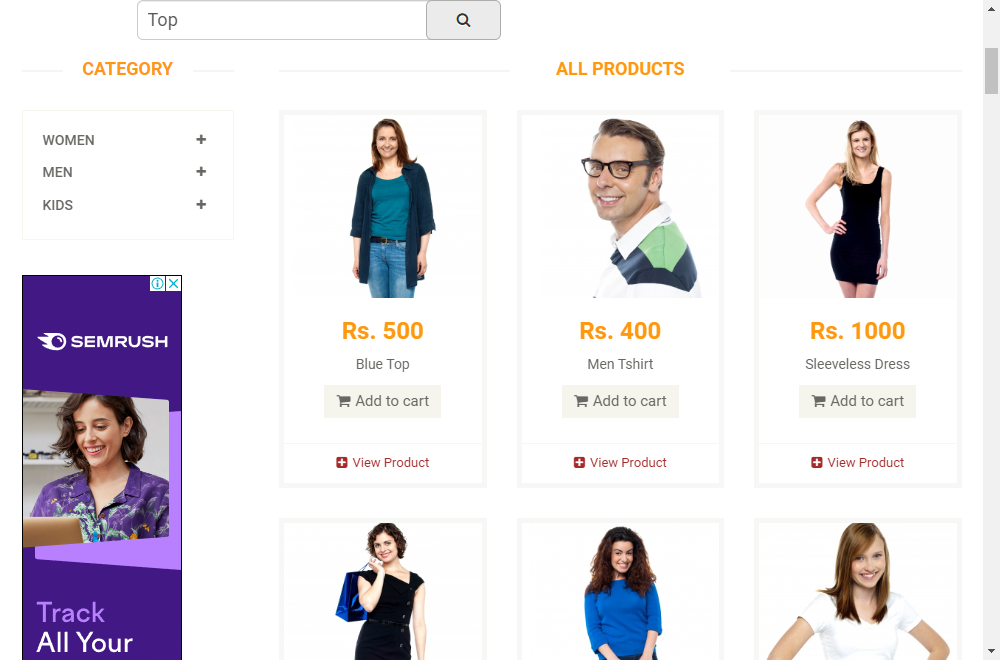 Top
CATEGORY
ALL PRODUCTS
WOMEN
MEN
KIDS
SEMRUSH
Track
All Your
Rs. 500
Blue Top
Add to cart
View Product
Rs. 400
Men Tshirt
Add to cart
View Product
Rs. 1000
Sleeveless Dress
Add to cart
View Product